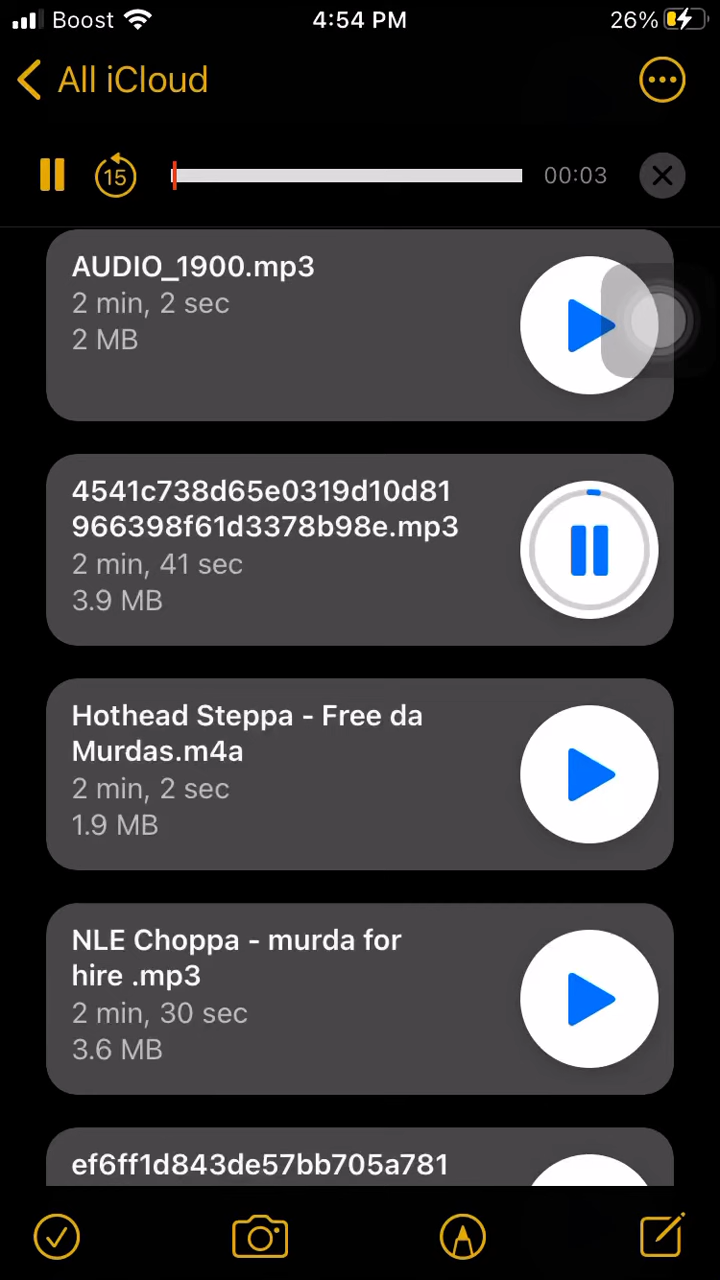 Boost 4:54 PM 26%
All iCloud
15 00:03
AUDIO_1900.mp3
2 min, 2 sec
2 MB
4541c738d65e0319d10d81
966398f61d3378b98e.mp3
2 min, 41 sec
3.9 MB
Hothead Steppa - Free da
Murdas.m4a
2 min, 2 sec
1.9 MB
NLE Choppa - murda for
hire .mp3
2 min, 30 sec
3.6 MB
ef6ff1d843de57bb705a781